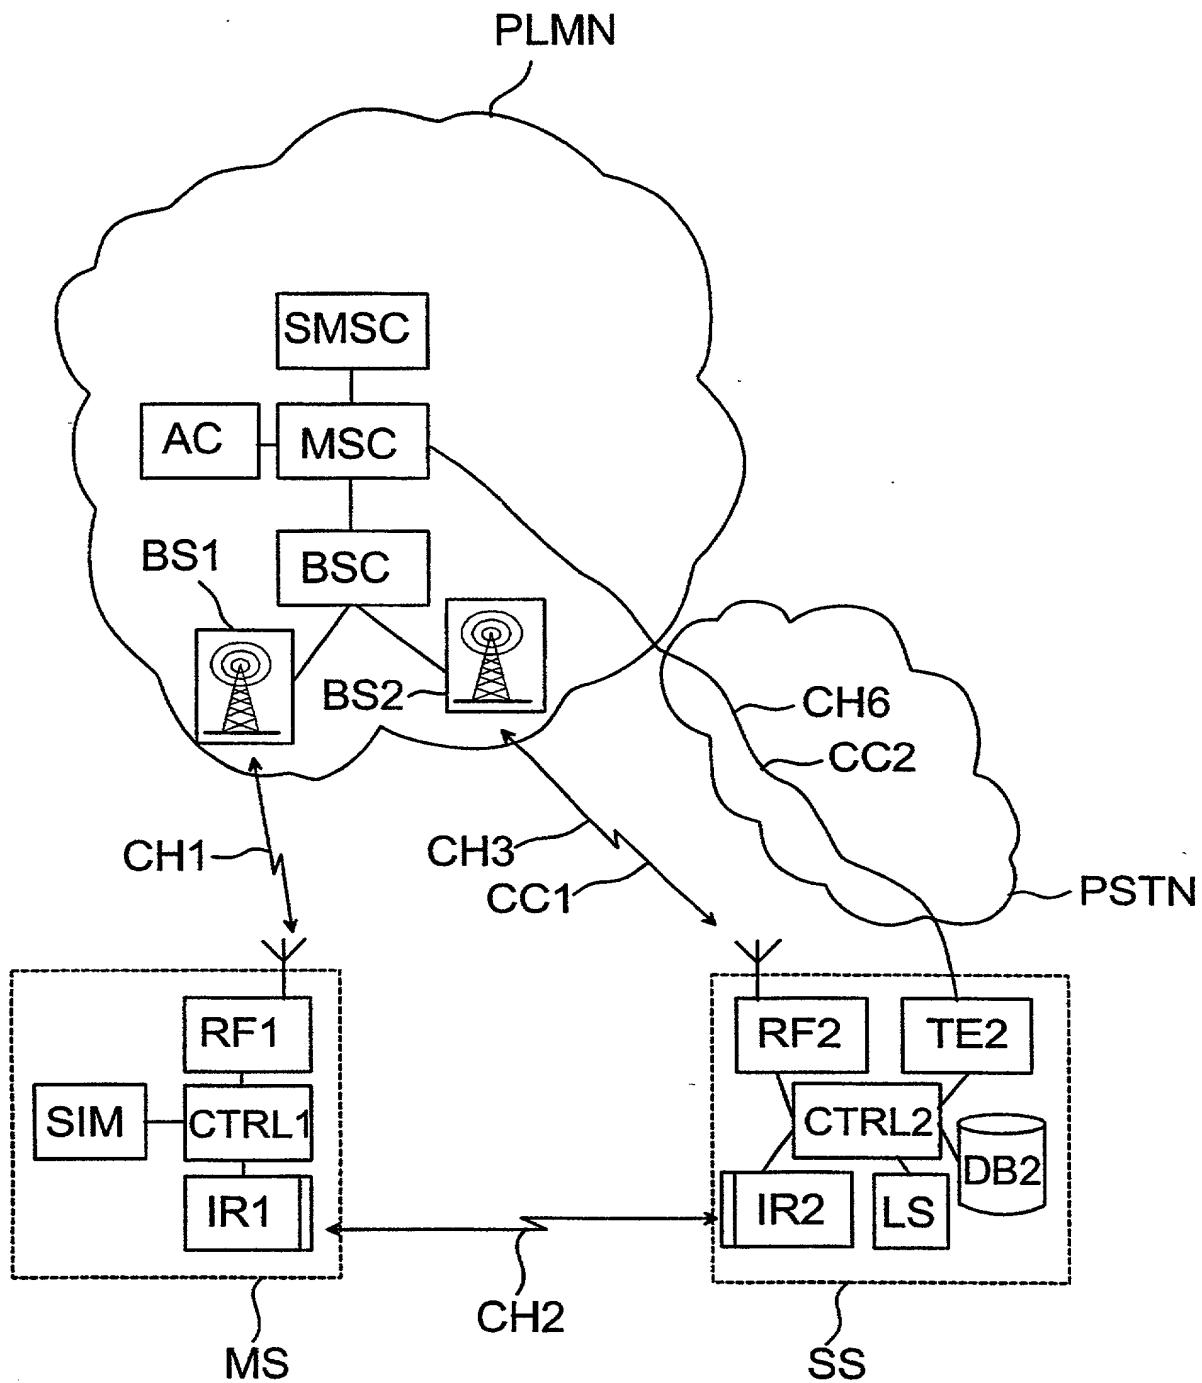 PLMN
SMSC
AC
MSC
BS1
BSC
BS2
CH6
CC2
CH1
CH3
CC1
PSTN
RF1
RF2
TE2
SIM
CTRL1
CTRL2
DB2
IR1
IR2
LS
CH2
MS
SS